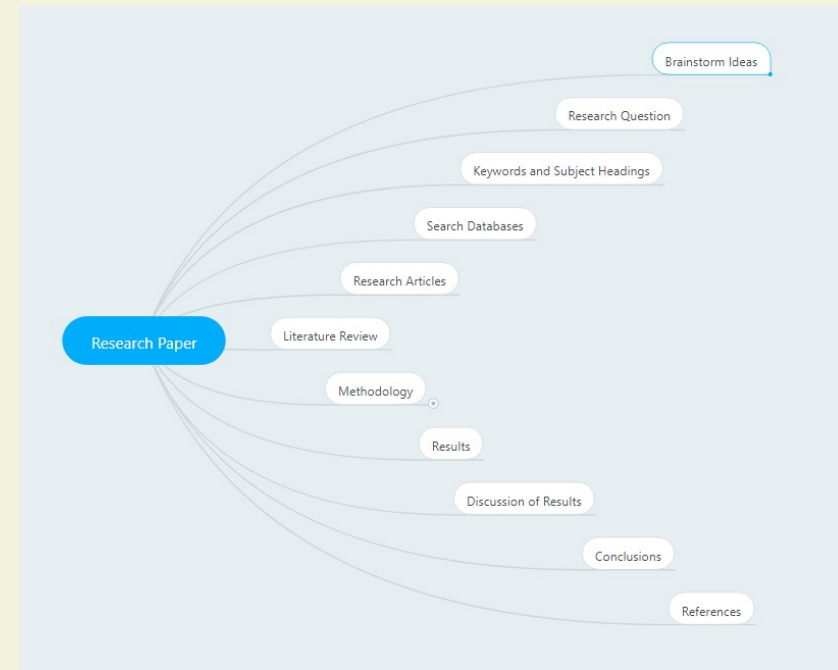 Brainstorm Ideas
Research Question
Keywords and Subject Headings
Search Databases
Research Articles
Literature Review
Research Paper
Methodology
Results
Discussion of Results
Conclusions
References